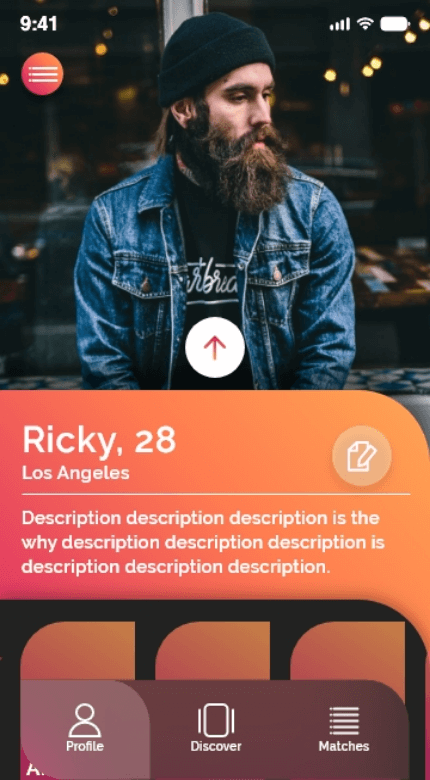 9:41
Ricky, 28
Los Angeles
Description description description is the
why description description description is
description description description.
Profile
Discover
Matches